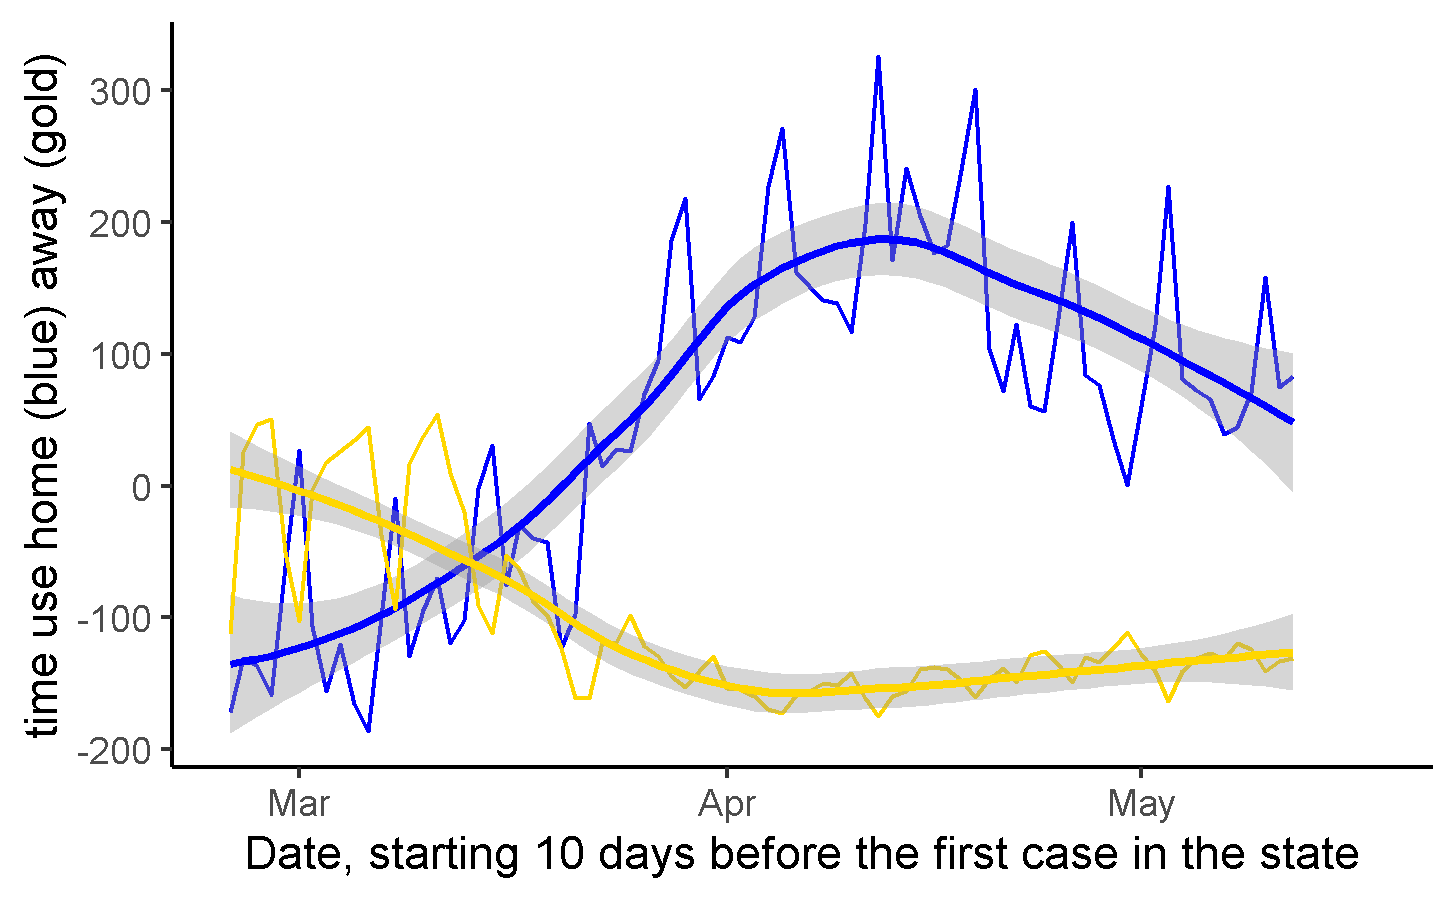 time use home (blue) away (gold)
300
200
100
0
-100
-200
Mar Apr May
Date, starting 10 days before the first case in the state